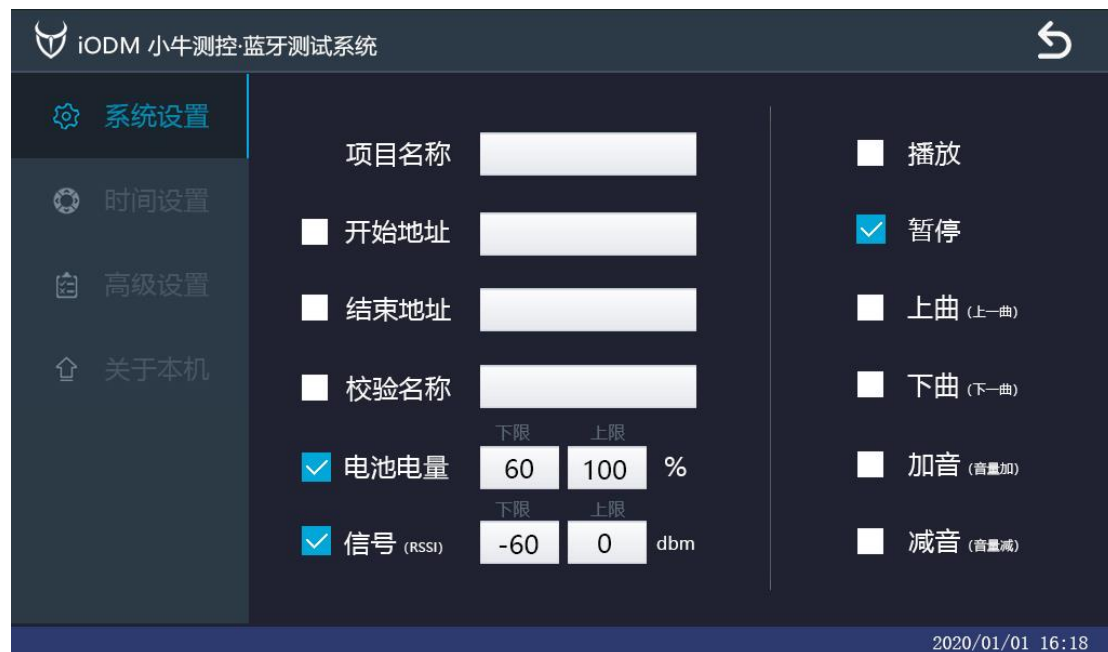 iODM 小牛测控·蓝牙测试系统
系统设置
时间设置
高级设置
关于本机
项目名称
开始地址
结束地址
校验名称
下限 上限
电池电量 60 100 %
下限 上限
信号 (RSSI) -60 0 dbm
播放
暂停
上曲 (上一曲)
下曲 (下一曲)
加音 (音量加)
减音 (音量减)
2020/01/01 16:18